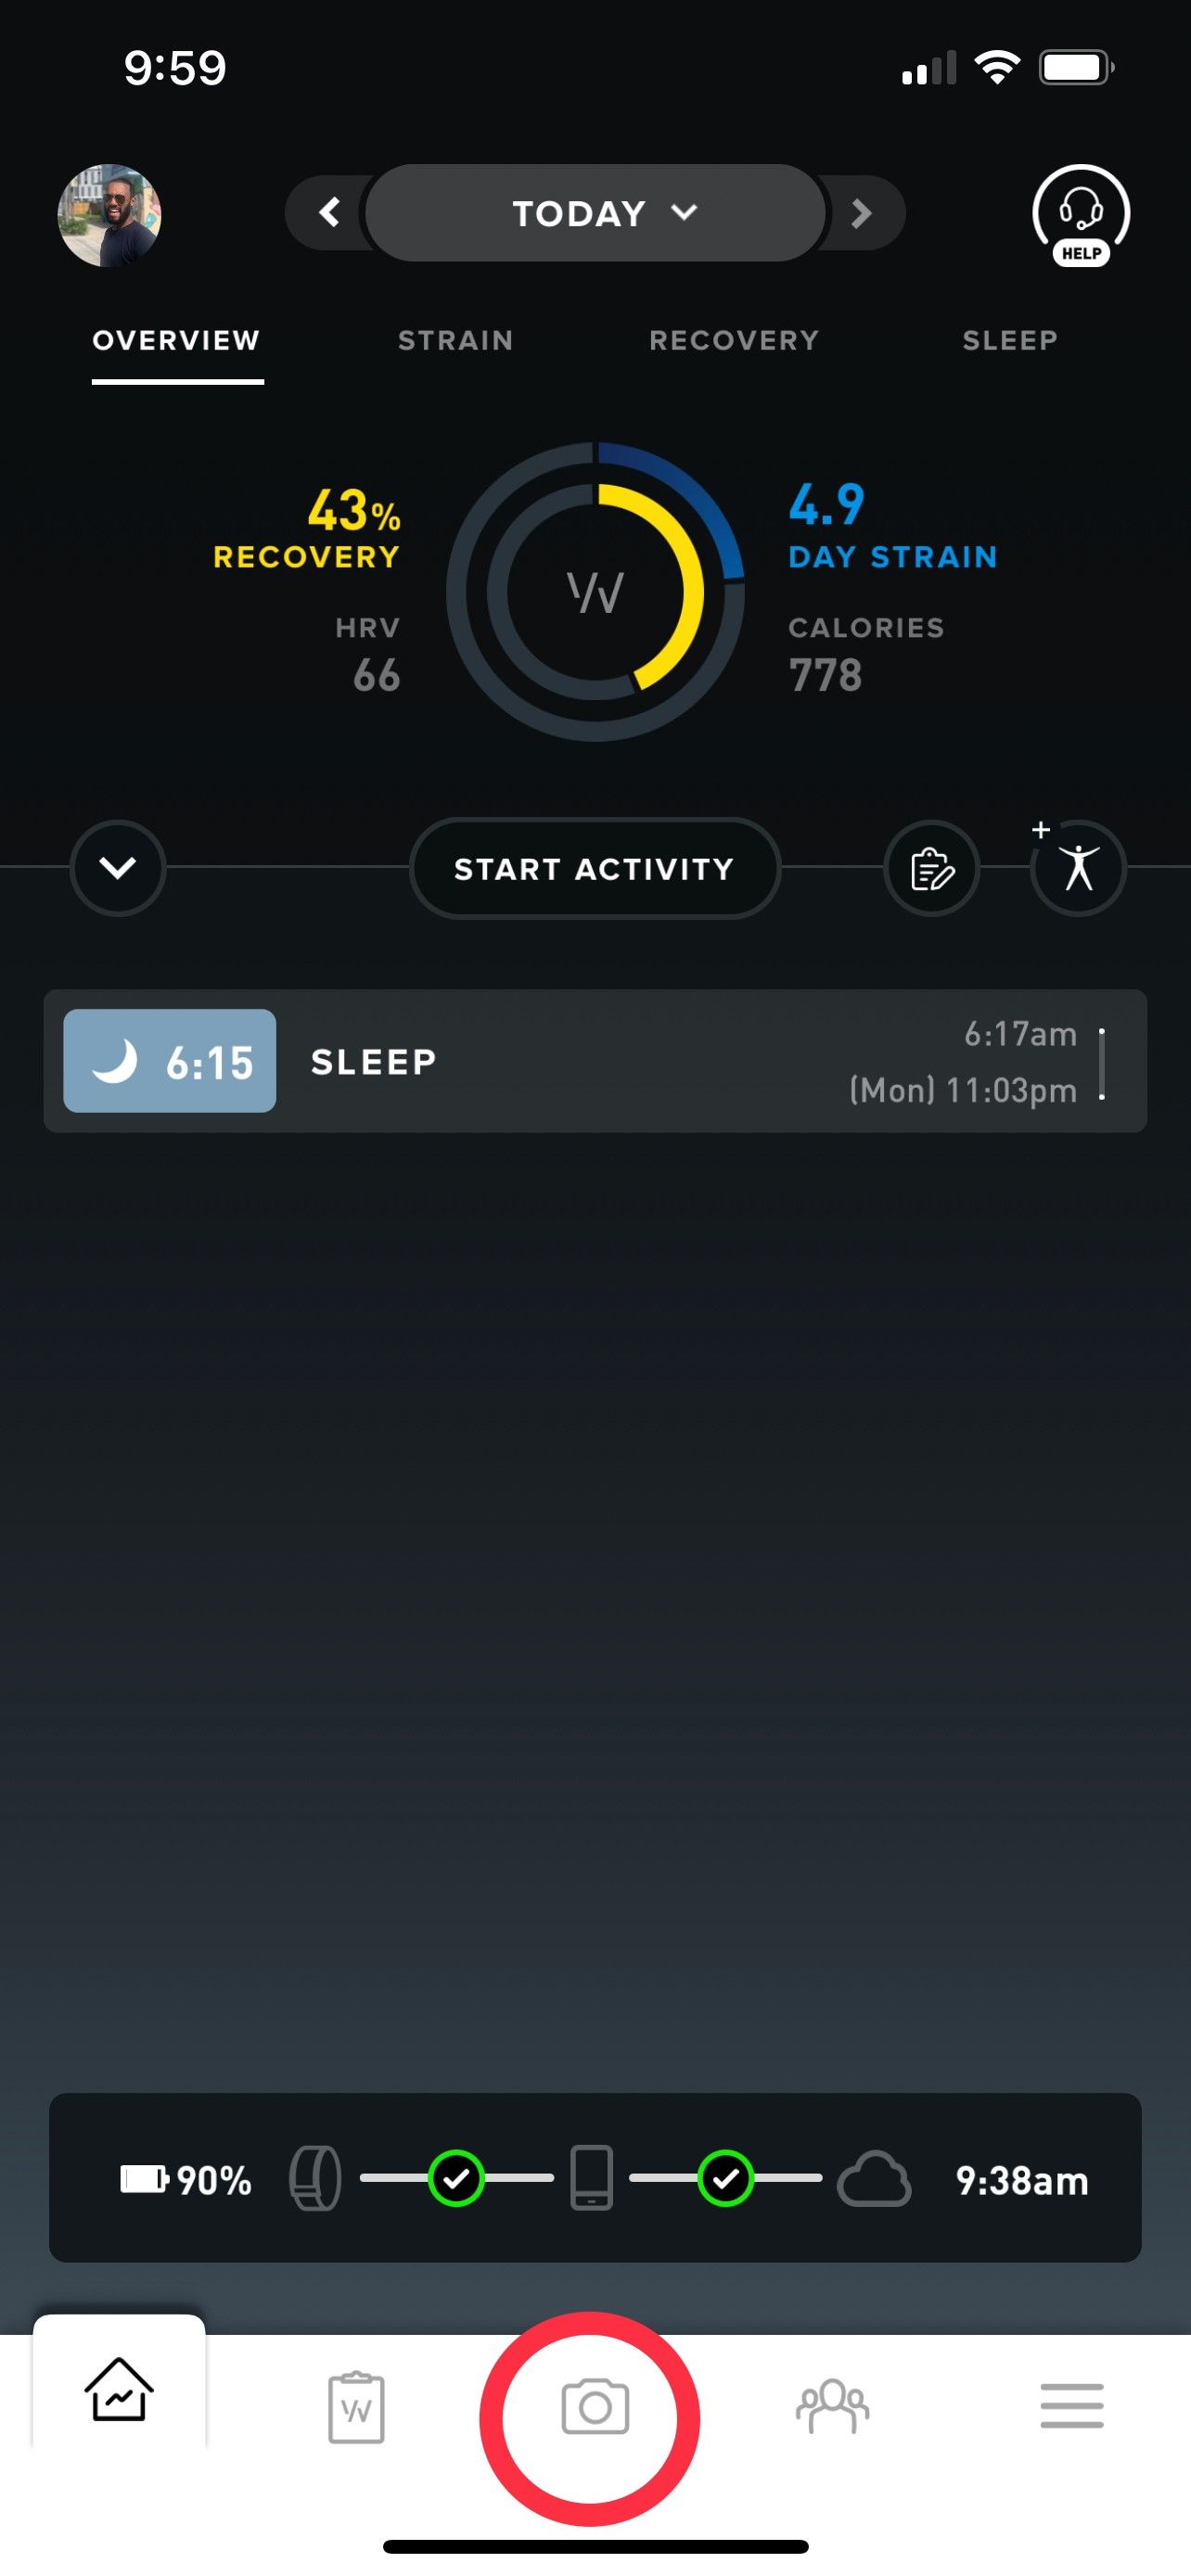 9:59
TODAY
HELP
OVERVIEW STRAIN RECOVERY SLEEP
43%
RECOVERY
HRV
66
4.9
DAY STRAIN
CALORIES
778
START ACTIVITY
+
6:15 SLEEP
6:17am
(Mon) 11:03pm
90%
9:38am